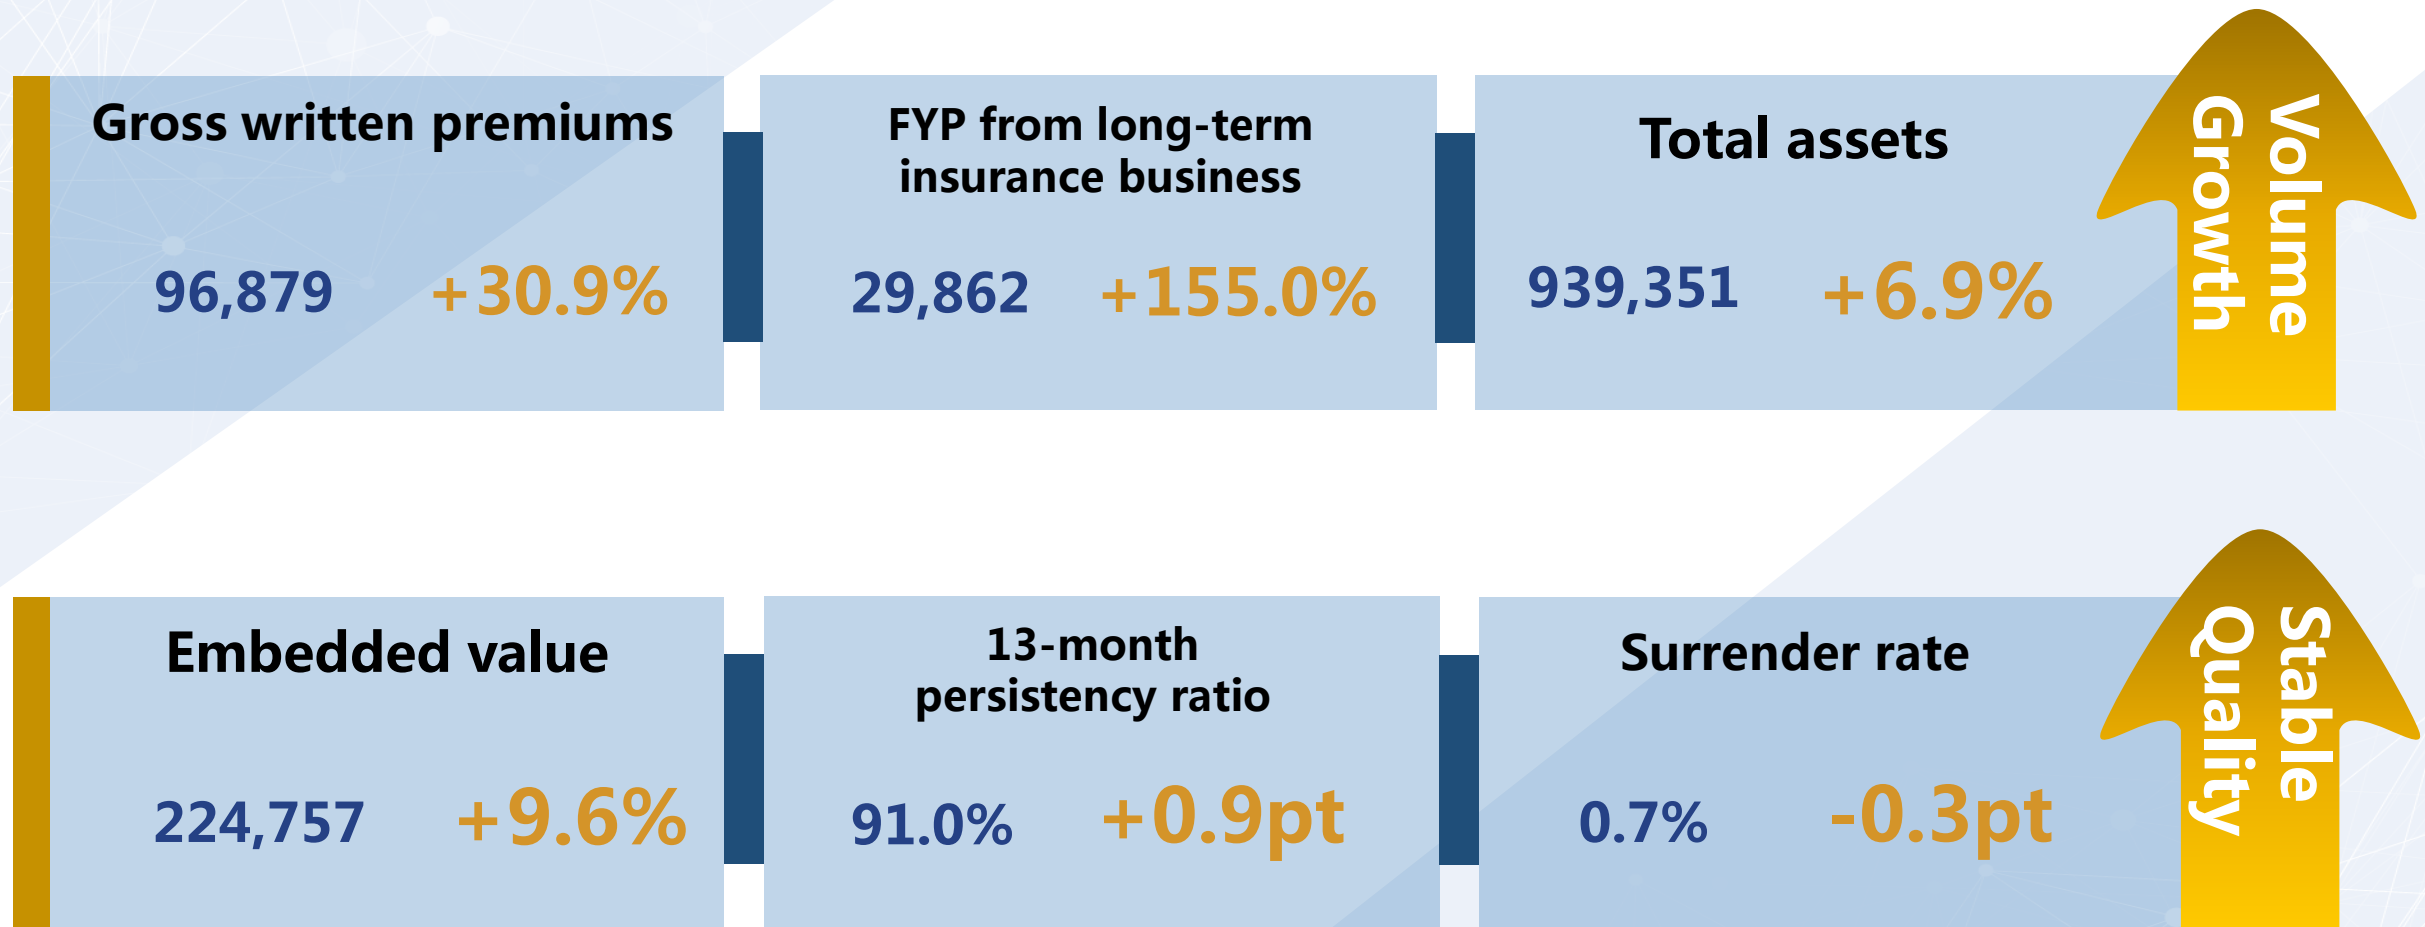 Gross written premiums
96,879 +30.9%
FYP from long-term
insurance business
29,862 +155.0%
Total assets
939,351 +6.9%
Volume
Growth
Embedded value
224,757 +9.6%
13-month
persistency ratio
91.0% +0.9pt
Surrender rate
0.7% -0.3pt
Stable
Quality